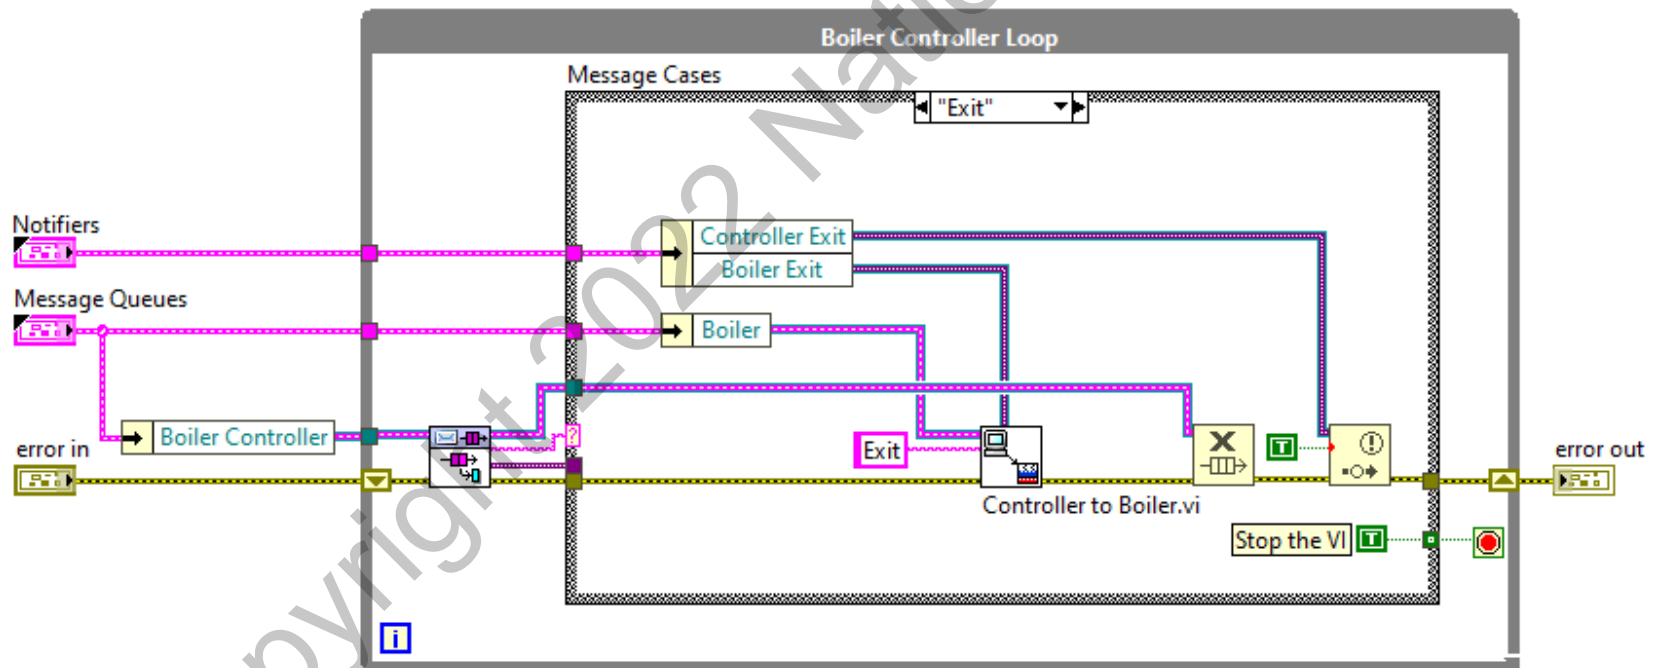 Boiler Controller Loop
Message Cases
"Exit"
Notifiers
Controller Exit
Boiler Exit
Message Queues
Boiler
Boiler Controller
?
error in
Exit
T
error out
Controller to Boiler.vi
Stop the VI
T
i
opyright 2022 Natio